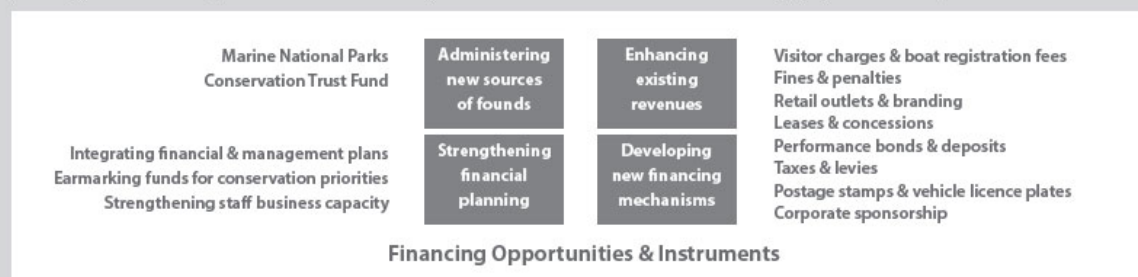 Marine National Parks
Conservation Trust Fund
Administering
new sources
of founds
Enhancing
existing
revenues
Visitor charges & boat registration fees
Fines & penalties
Retail outlets & branding
Leases & concessions
Performance bonds & deposits
Taxes & levies
Postage stamps & vehicle licence plates
Corporate sponsorship
Integrating financial & management plans
Earmarking funds for conservation priorities
Strengthening staff business capacity
Strengthening
financial
planning
Developing
new financing
mechanisms
Financing Opportunities & Instruments